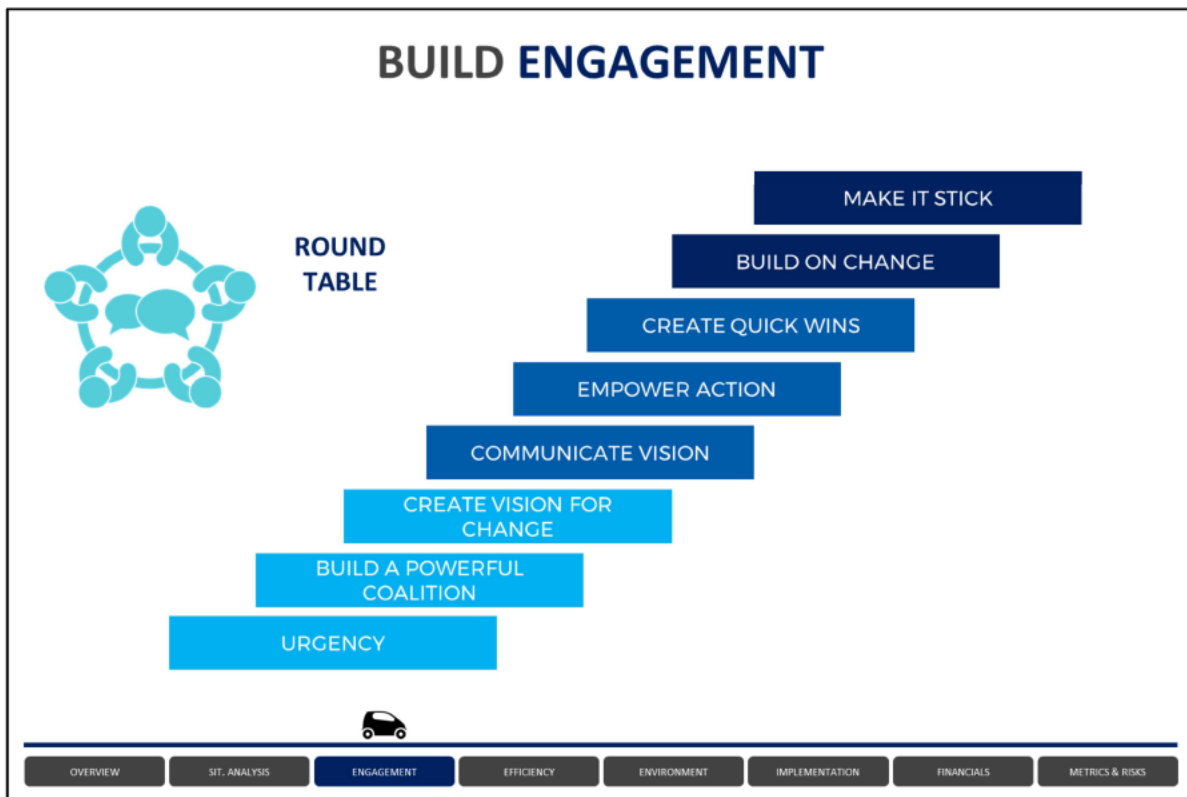 BUILD ENGAGEMENT
ROUND
TABLE
MAKE IT STICK
BUILD ON CHANGE
CREATE QUICK WINS
EMPOWER ACTION
COMMUNICATE VISION
CREATE VISION FOR
CHANGE
BUILD A POWERFUL
COALITION
URGENCY
OVERVIEW
SIT. ANALYSIS
ENGAGEMENT
EFFICIENCY
ENVIRONMENT
IMPLEMENTATION
FINANCIALS
METRICS & RISKS